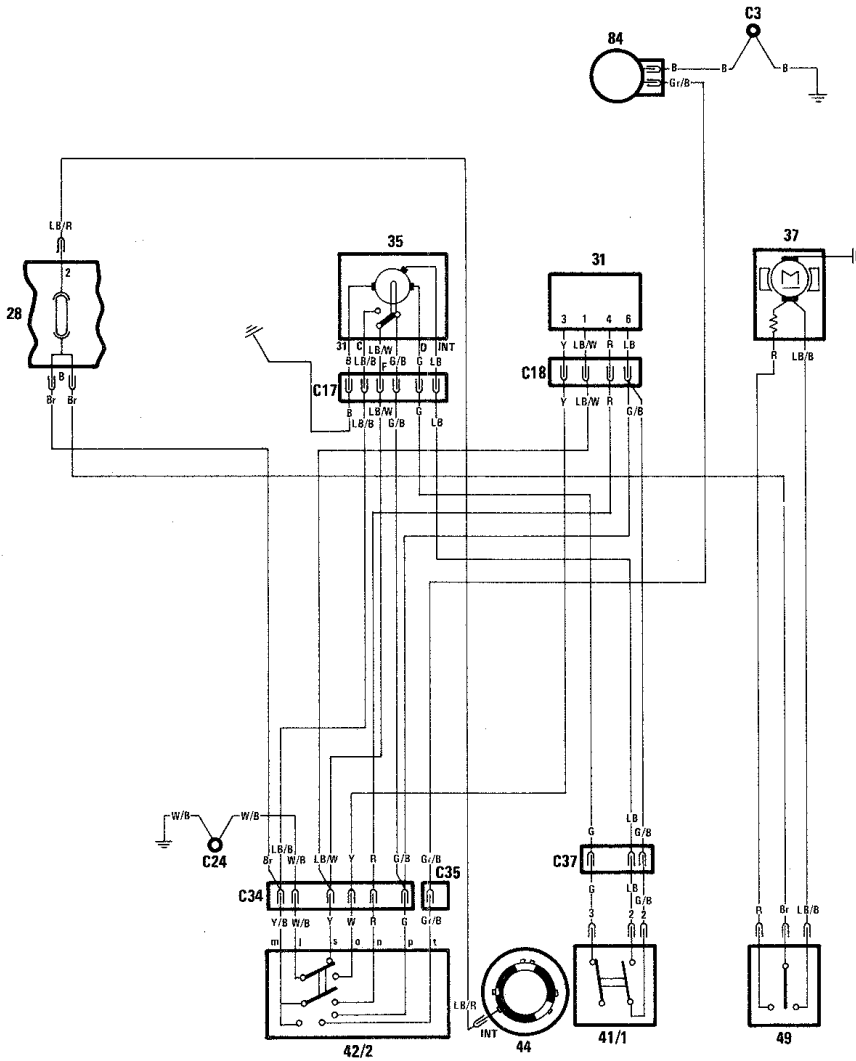 C3
84
B B B
Gr/B
LB/R
2
28
B
Br Br
35
31 C F D INT
B LB/B LB/W G/B G LB
C17
B LB/B LB/W G/B G LB
31
3 1 4 6
Y LB/W R LB
C18
Y LB/W R G/B
37
M
R LB/B
W/B W/B
C24
Br LB/B W/B LB/W Y R G/B Gr/B
C34
C35
Y/B W/B Y W R G Gr/B
m j s o n p t
42/2
LB/R
INT
44
G LB G/B
C37
G LB G/B
3 2 2
41/1
R Br LB/B
49